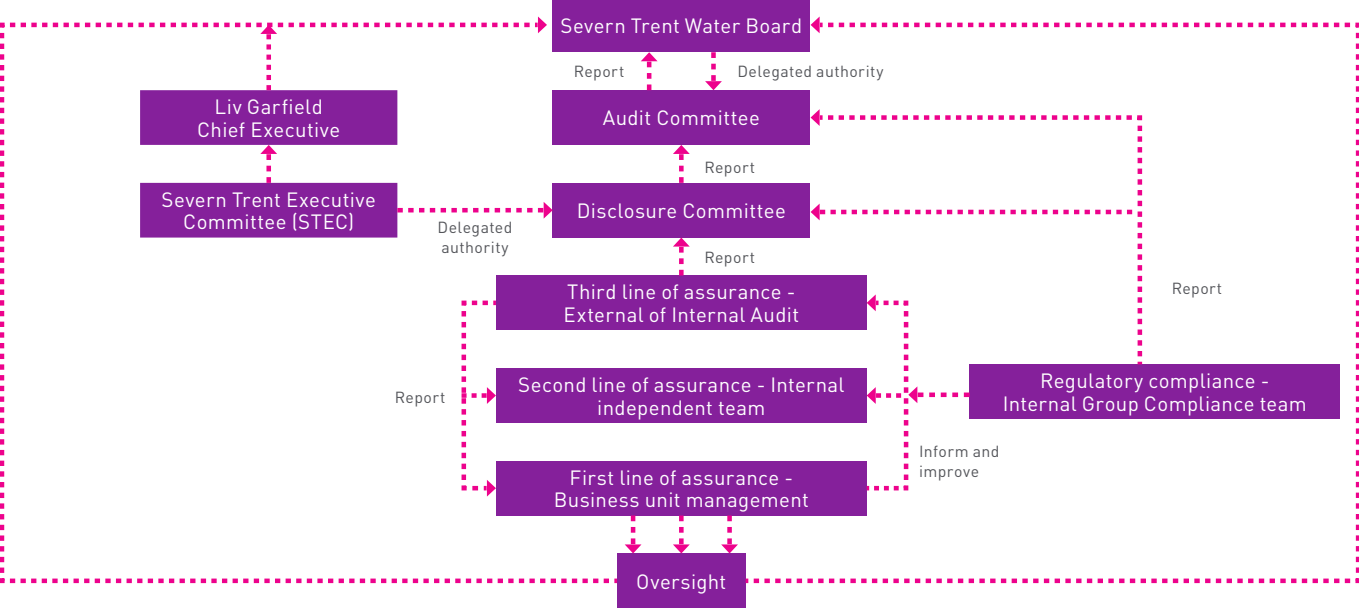 Severn Trent Water Board
Report
Delegated authority
Liv Garfield
Chief Executive
Audit Committee
Report
Severn Trent Executive
Committee (STEC)
Delegated
authority
Disclosure Committee
Report
Third line of assurance -
External of Internal Audit
Report
Report
Second line of assurance - Internal
independent team
Regulatory compliance -
Internal Group Compliance team
Inform and
improve
First line of assurance -
Business unit management
Oversight